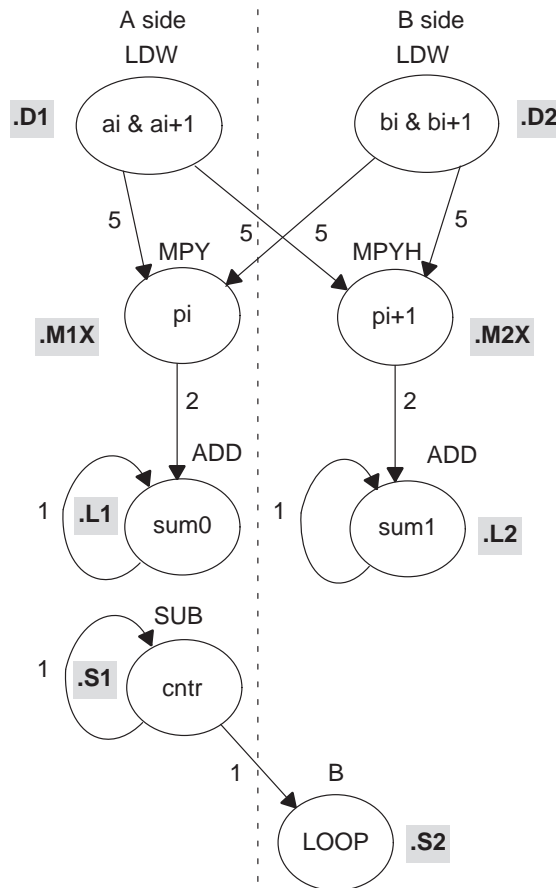 A side
B side
LDW
LDW
.D1
ai & ai+1
bi & bi+1
.D2
5
5
5
5
MPY
MPYH
pi
pi+1
.M1X
.M2X
2
2
ADD
ADD
1
.L1
sum0
1
sum1
.L2
SUB
1
.S1
cntr
1
B
LOOP
.S2